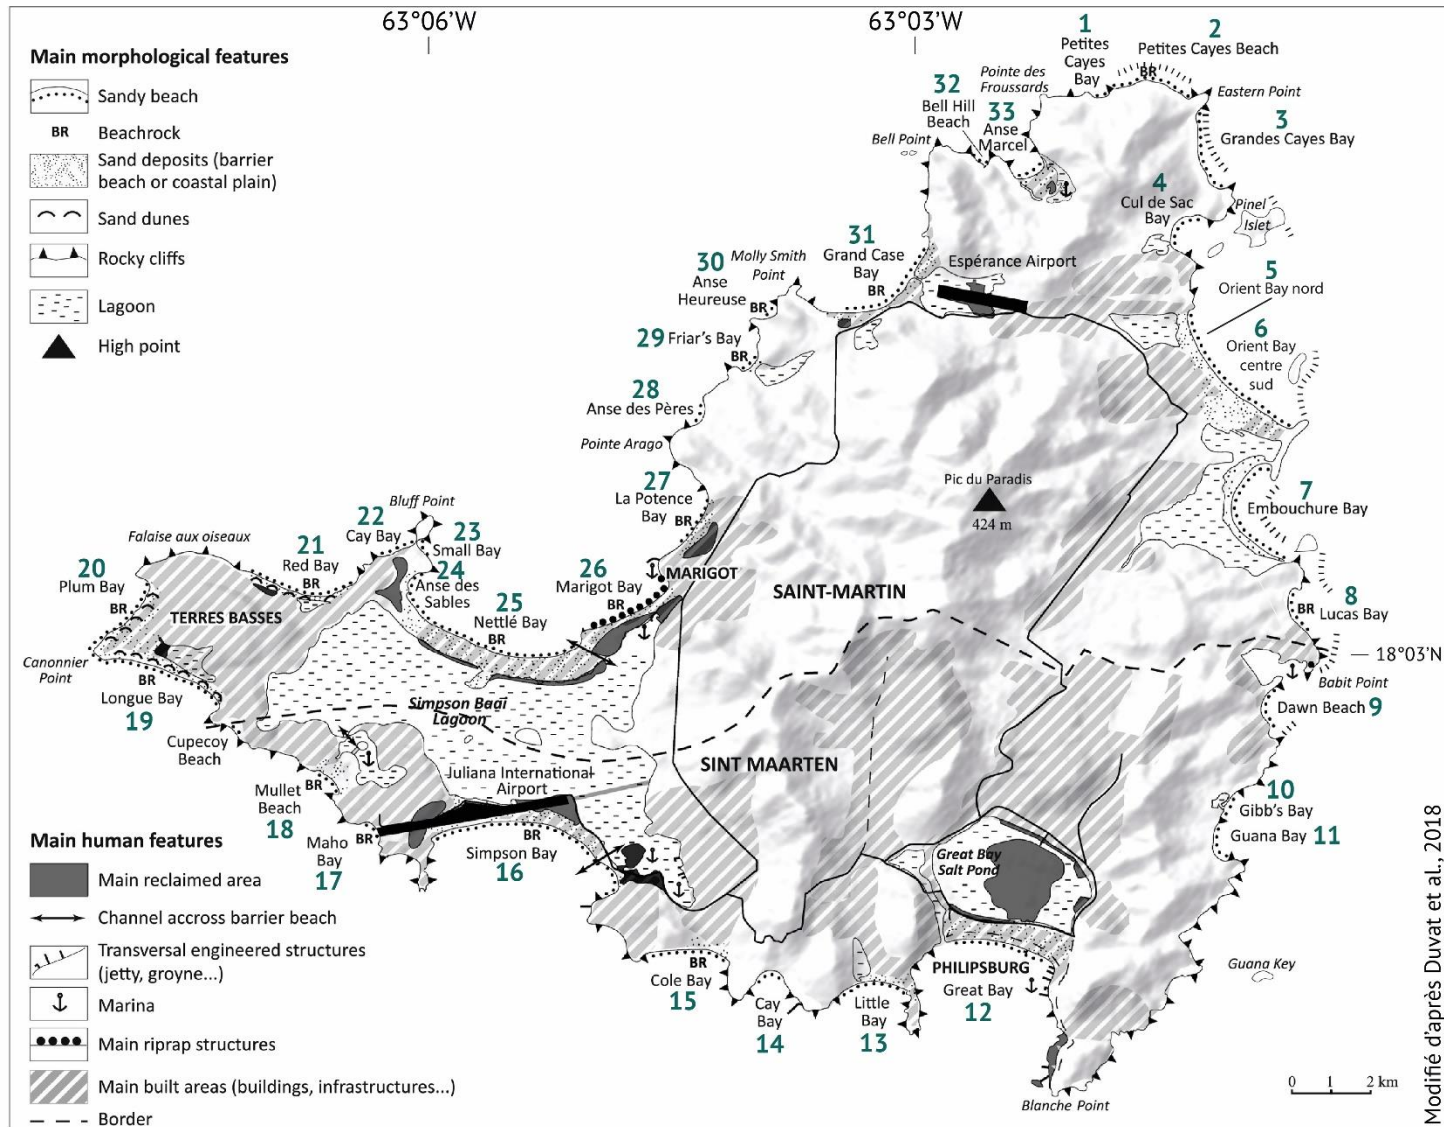 63°06'W
63°03'W
Main morphological features
Sandy beach
BR Beachrock
Sand deposits (barrier
beach or coastal plain)
Sand dunes
Rocky cliffs
Lagoon
High point
1
Petites
Cayes
Bay
2
Petites Cayes Beach
BR
Pointe des
Froussards
Eastern Point
3
Grandes Cayes Bay
32
Bell Hill
Beach
33
Anse
Marcel
Bell Point
4
Cul de Sac
Bay
Pinel
Islet
5
Orient Bay nord
6
Orient Bay
centre
sud
31
Grand Case
Bay
BR
Espérance Airport
Molly Smith
Point
30
Anse
Heureuse
BR
29 Friar's Bay
BR
28
Anse des Pères
Pointe Arago
27
La Potence
Bay
BR
Pic du Paradis
424 m
7
Embouchure Bay
Bluff Point
22
Cay Bay
23
Small Bay
24
Anse des
Sables
Falaise aux oiseaux
21
Red Bay
BR
20
Plum Bay
BR
TERRES BASSES
25
Nettlé Bay
BR
26
Marigot Bay
BR
MARIGOT
SAINT-MARTIN
8
Lucas Bay
BR
18°03'N
Babit Point
Dawn Beach 9
Canonnier
Point
BR
Longue Bay
19
Simpson Baai
Lagoon
Cupecoy
Beach
SINT MAARTEN
Juliana International
Airport
Mullet
Beach
18
BR
Maho
Bay
17
BR
BR
Simpson Bay
16
10
Gibb's Bay
Guana Bay 11
Great Bay
Salt Pond
BR
Cole Bay
15
Cay
Bay
14
Little
Bay
13
PHILIPSBURG
Great Bay
12
Guana Key
Blanche Point
Main human features
Main reclaimed area
Channel accross barrier beach
Transversal engineered structures
(jetty, groyne...)
Marina
Main riprap structures
Main built areas (buildings, infrastructures...)
Border
0 1 2 km
Modifié d'après Duvat et al., 2018